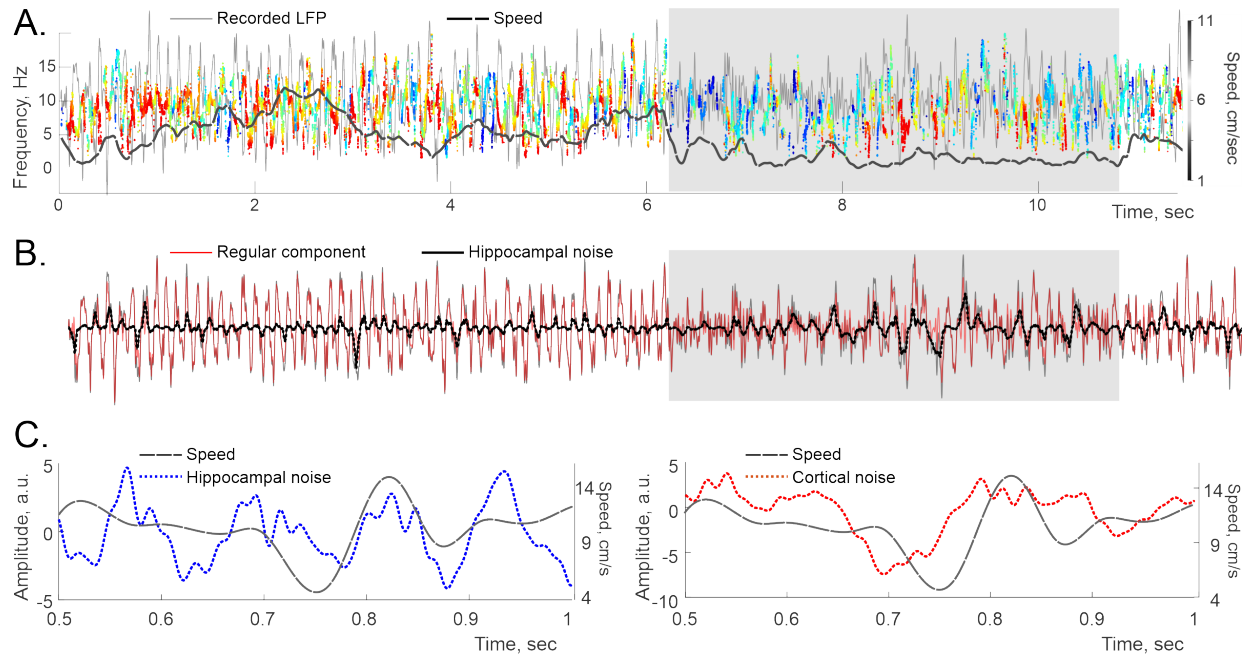 A.
Recorded LFP
Speed
11
6
1
Speed, cm/sec
Frequency, Hz
15
10
5
0
0 2 4 6 8 10
Time, sec
B.
Regular component
Hippocampal noise
C.
Speed
Hippocampal noise
5
0
-5
Amplitude, a.u.
14
9
4
Speed, cm/s
0.5 0.6 0.7 0.8 0.9 1
Time, sec
Speed
Cortical noise
5
0
-5
-10
Amplitude, a.u.
14
9
4
Speed, cm/s
0.5 0.6 0.7 0.8 0.9 1
Time, sec